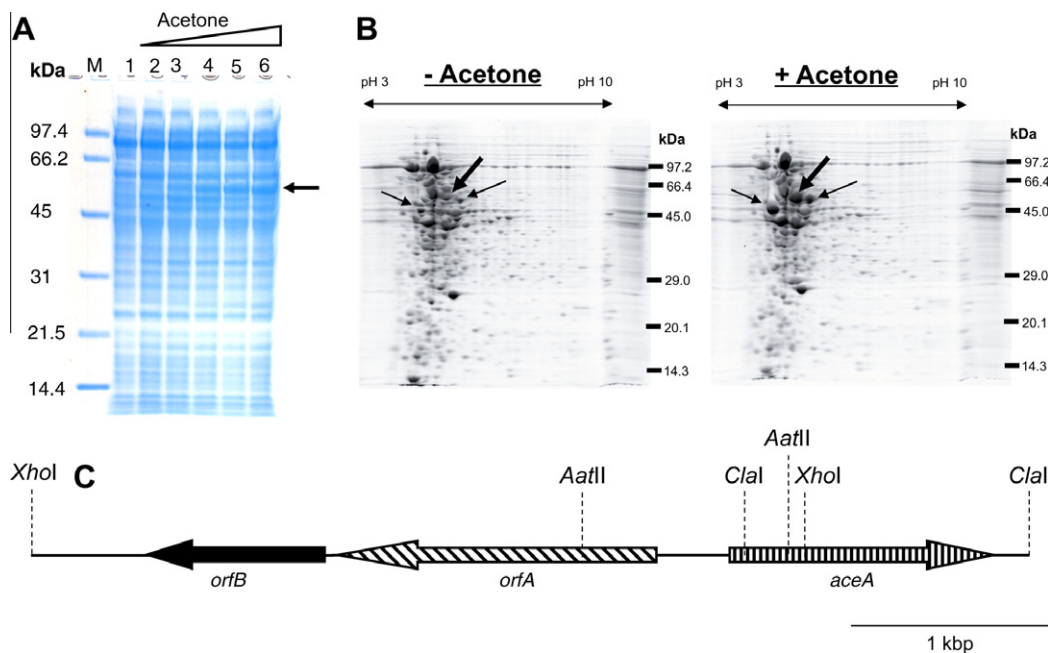 A
Acetone
kDa M 1 2 3 4 5 6
97.4
66.2
45
31
21.5
14.4
B
- Acetone
pH 3 pH 10
kDa
97.2
66.4
45.0
29.0
20.1
14.3
+ Acetone
pH 3 pH 10
kDa
97.2
66.4
45.0
29.0
20.1
14.3
C
XhoI AatII ClaI AatII XhoI ClaI
orfB orfA aceA
1 kbp